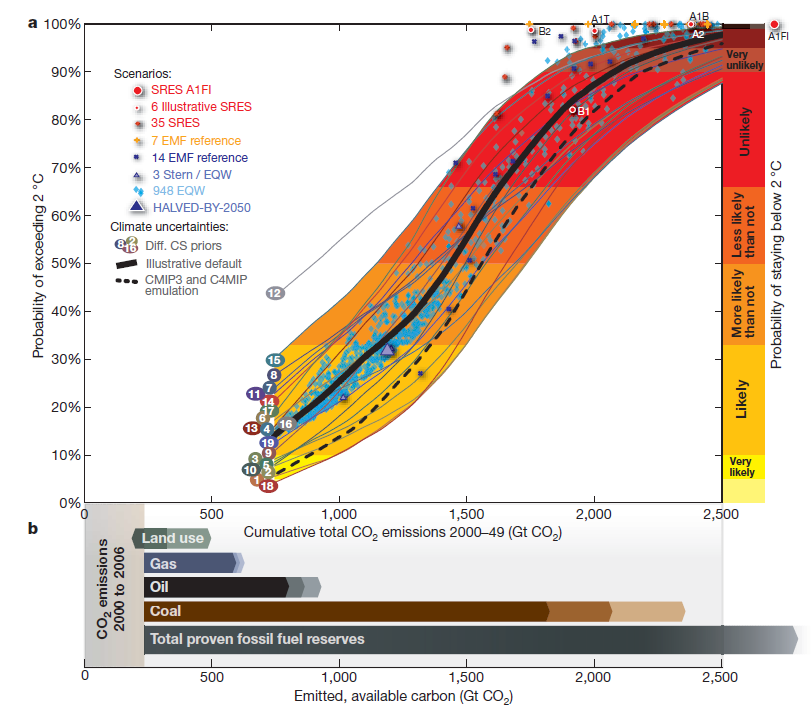 a
100%
90%
80%
70%
60%
50%
40%
30%
20%
10%
0%
Probability of exceeding 2 °C
Scenarios:
SRES A1FI
6 Illustrative SRES
35 SRES
7 EMF reference
14 EMF reference
3 Stern / EQW
948 EQW
HALVED-BY-2050
Climate uncertainties:
8 2 16 Diff. CS priors
Illustrative default
CMIP3 and C4MIP
emulation
B2
A1T
A1B
A2
A1FI
B1
12
15
8
7
11
14
17
6
16
13
4
19
9
3
5
10
2
1
18
Very
unlikely
Unlikely
Less likely
than not
More likely
than not
Likely
Very
likely
Probability of staying below 2 °C
0
500
1,000
1,500
2,000
2,500
Cumulative total CO2 emissions 2000–49 (Gt CO2)
b
CO2 emissions
2000 to 2006
Land use
Gas
Oil
Coal
Total proven fossil fuel reserves
0
500
1,000
1,500
2,000
2,500
Emitted, available carbon (Gt CO2)